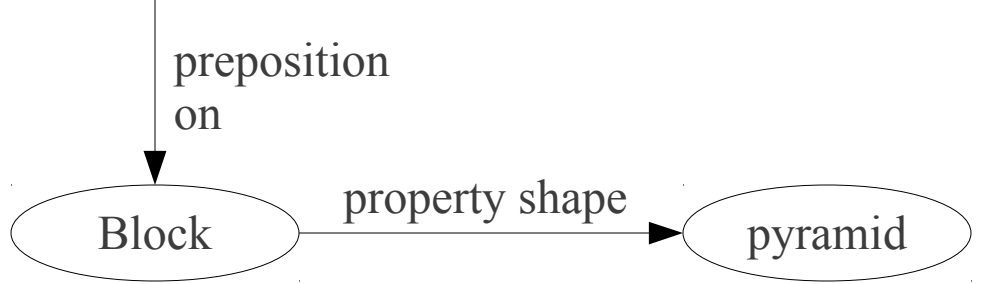 preposition
on
property shape
Block
pyramid